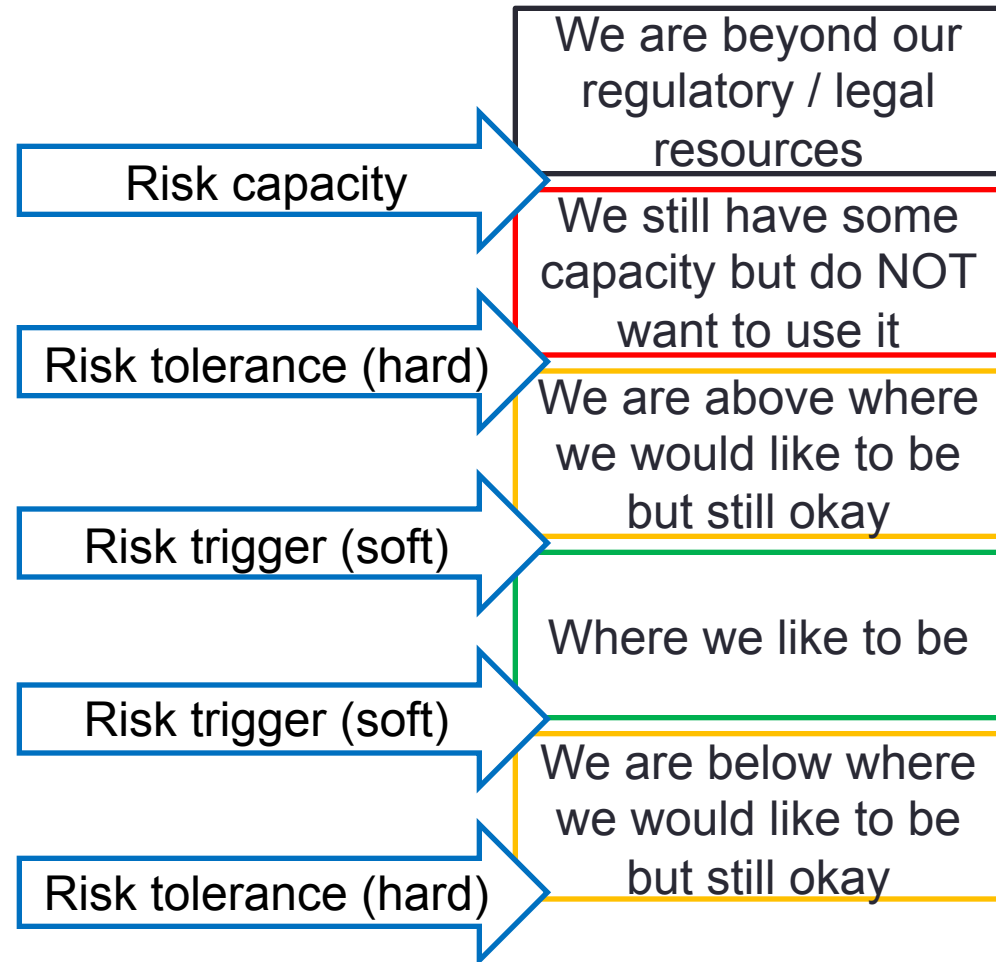 We are beyond our
regulatory / legal
resources
Risk capacity
We still have some
capacity but do NOT
want to use it
Risk tolerance (hard)
We are above where
we would like to be
but still okay
Risk trigger (soft)
Where we like to be
Risk trigger (soft)
We are below where
we would like to be
but still okay
Risk tolerance (hard)